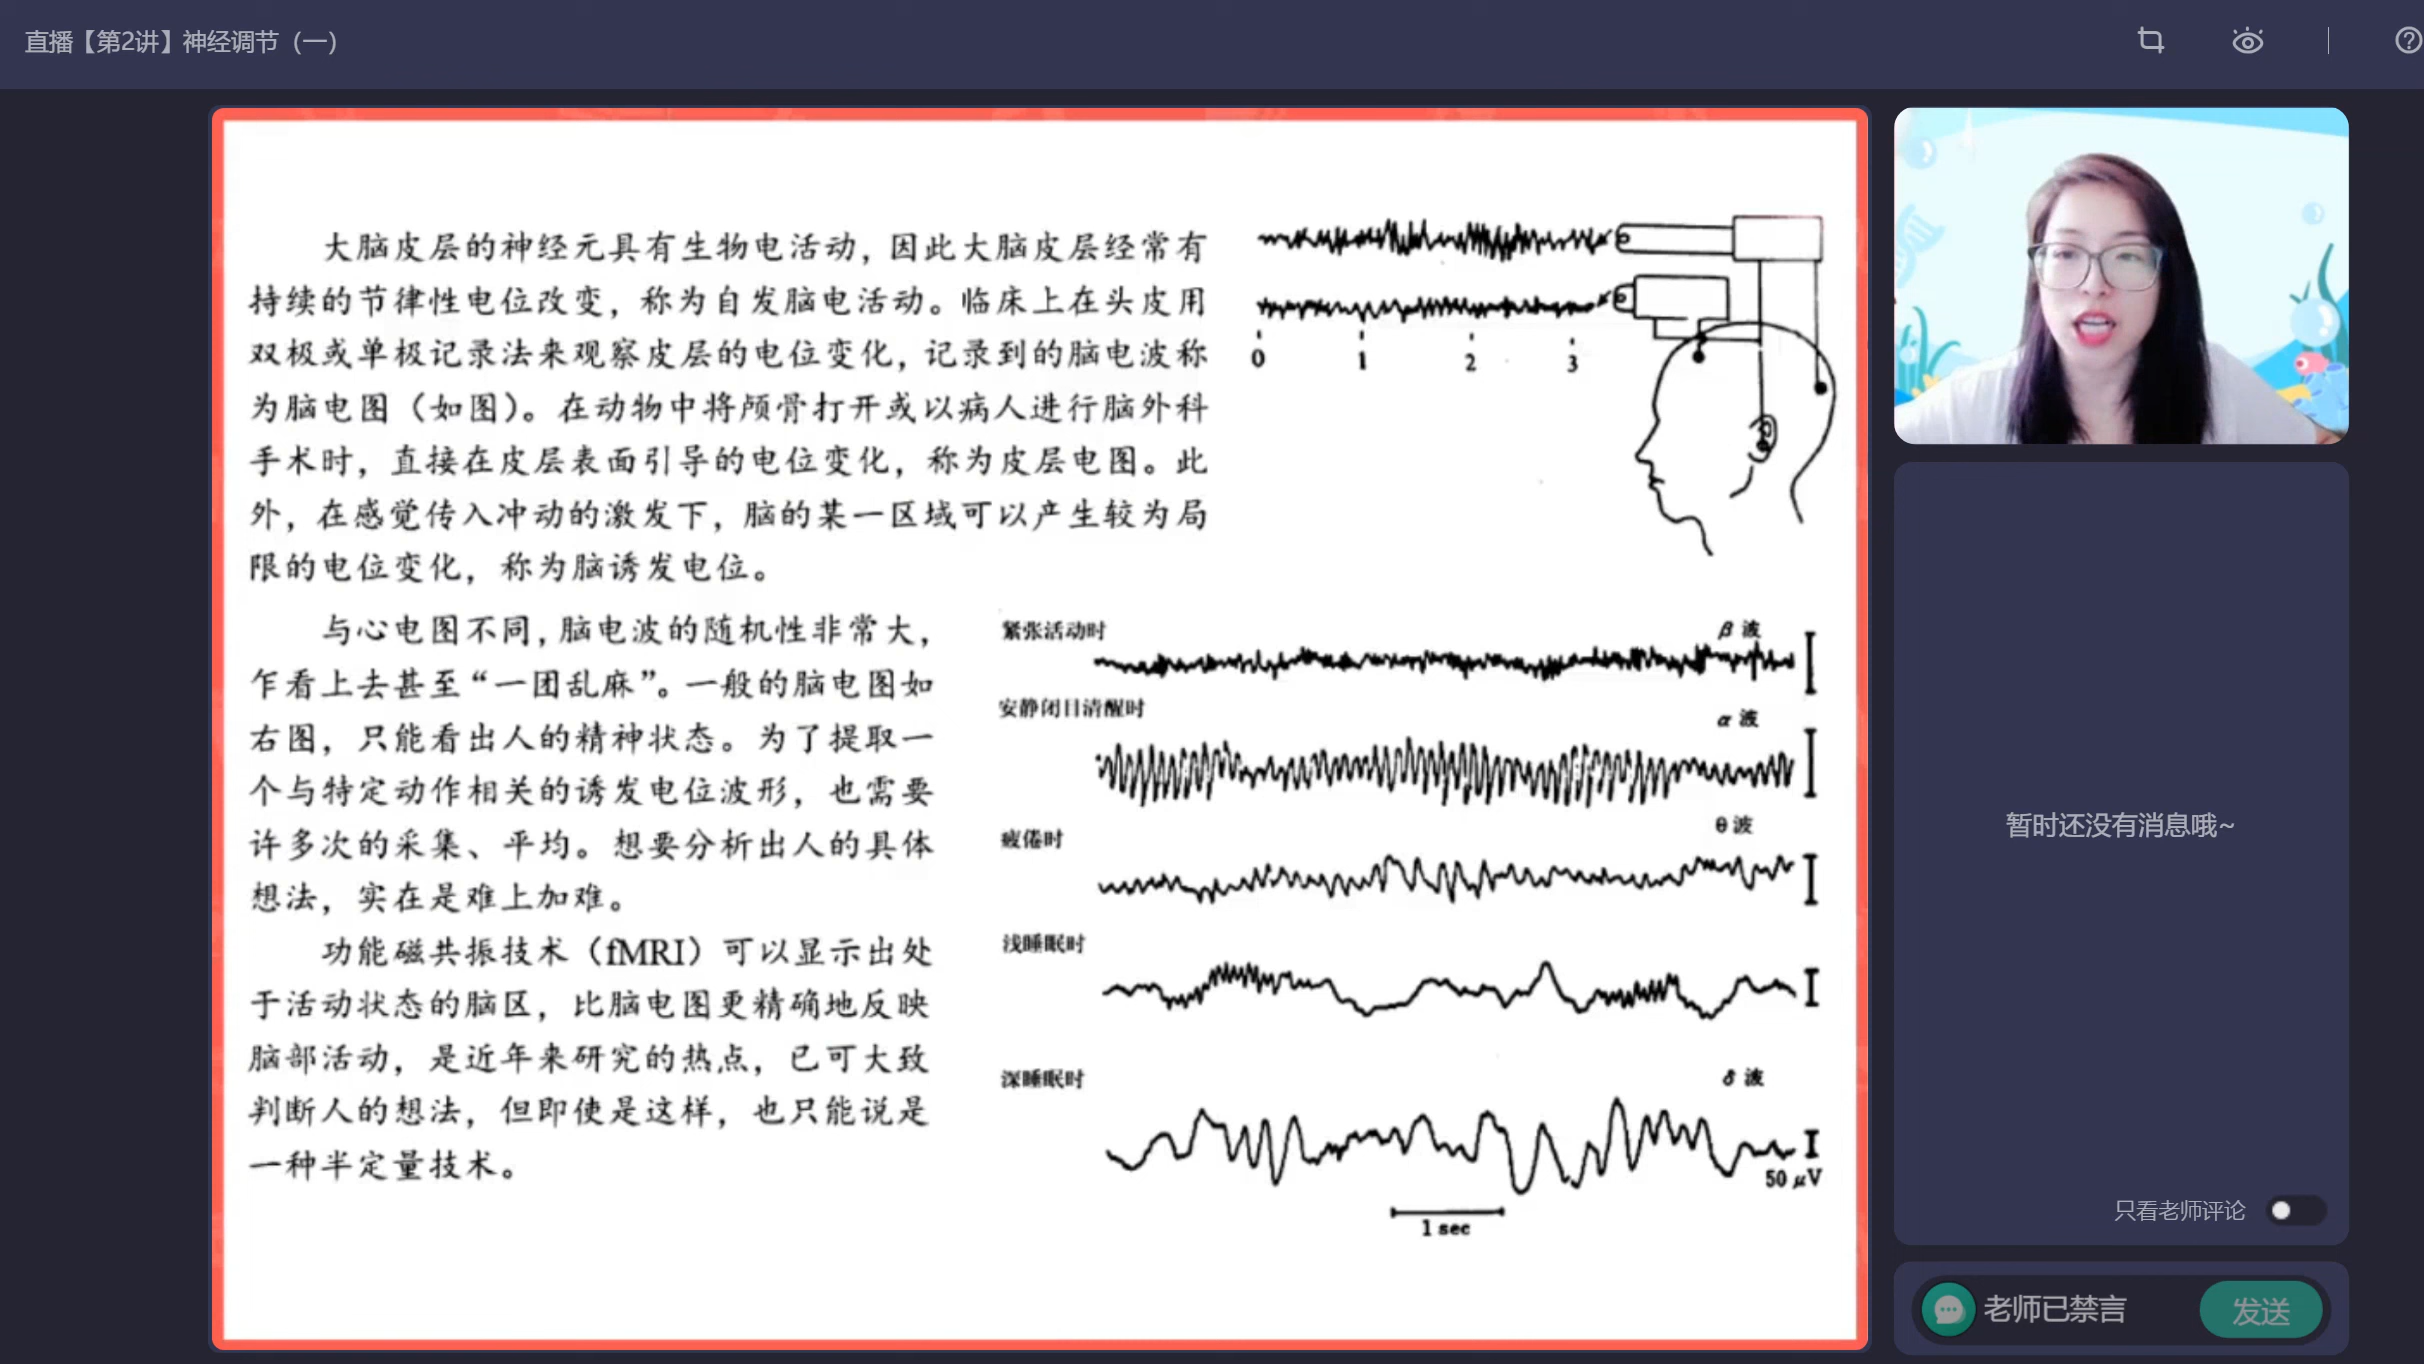 直播【第2讲】神经调节（一）
大脑皮层的神经元具有生物电活动，因此大脑皮层经常有
持续的节律性电位改变，称为自发脑电活动。临床上在头皮用
双极或单极记录法来观察皮层的电位变化，记录到的脑电波称
为脑电图（如图）。在动物中将颅骨打开或以病人进行脑外科
手术时，直接在皮层表面引导的电位变化，称为皮层电图。此
外，在感觉传入冲动的激发下，脑的某一区域可以产生较为局
限的电位变化，称为脑诱发电位。
0 1 2 3
与心电图不同，脑电波的随机性非常大，
乍看上去甚至“一团乱麻”。一般的脑电图如
右图，只能看出人的精神状态。为了提取一
个与特定动作相关的诱发电位波形，也需要
许多次的采集、平均。想要分析出人的具体
想法，实在是难上加难。
功能磁共振技术（fMRI）可以显示出处
于活动状态的脑区，比脑电图更精确地反映
脑部活动，是近年来研究的热点，已可大致
判断人的想法，但即使是这样，也只能说是
一种半定量技术。
紧张活动时
β 波
安静闭目清醒时
α 波
疲倦时
θ 波
浅睡眠时
深睡眠时
δ 波
50 μV
1 sec
暂时还没有消息哦~
只看老师评论
老师已禁言
发送